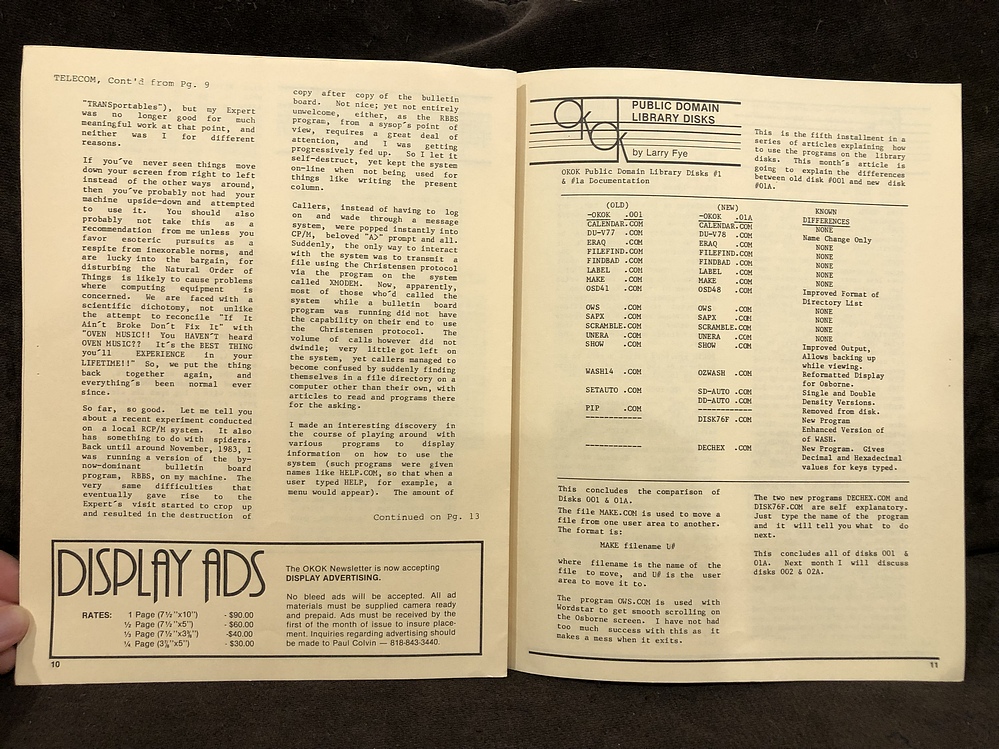 TELECOM, Cont'd from Pg. 9
"TRANSportables"), but my Expert
was no longer good for much
meaningful work at that point, and
neither was I for different
reasons.
If you've never seen things move
down your screen from right to left
instead of the other ways around,
then you've probably not had your
machine upside-down and attempted
to use it. You should also
probably not take this as a
recommendation from me unless you
favor esoteric pursuits as a
respite from inexorable norms, and
are lucky into the bargain, for
disturbing the Natural Order of
Things is likely to cause problems
where computing equipment is
concerned. We are faced with a
scientific dichotomy, not unlike
the attempt to reconcile "If It
Ain't Broke Don't Fix It" with
"OVEN MUSIC!! You HAVEN'T heard
OVEN MUSIC?? It's the BEST THING
you'll EXPERIENCE in your
LIFETIME!!" So, we put the thing
back together again, and
everything's been normal ever
since.
So far, so good. Let me tell you
about a recent experiment conducted
on a local RCP/M system. It also
has something to do with spiders.
Back until around November, 1983, I
was running a version of the by-
now-dominant bulletin board
program, RBBS, on my machine. The
very same difficulties that
eventually gave rise to the
Expert's visit started to crop up
and resulted in the destruction of
copy after copy of the bulletin
board. Not nice; yet not entirely
unwelcome, either, as the RBBS
program, from a sysop's point of
view, requires a great deal of
attention, and I was getting
progressively fed up. So I let it
self-destruct, yet kept the system
on-line when not being used for
things like writing the present
column.
Callers, instead of having to log
on and wade through a message
system, were popped instantly into
CP/M, beloved "A>" prompt and all.
Suddenly, the only way to interact
with the system was to transmit a
file using the Christensen protocol
via the program on the system
called XMODEM. Now, apparently,
most of those who'd called the
system while a bulletin board
program was running did not have
the capability on their end to use
the Christensen protocol. The
volume of calls however did not
dwindle; very little got left on
the system, yet callers managed to
become confused by suddenly finding
themselves in a file directory on a
computer other than their own, with
articles to read and programs there
for the asking.
I made an interesting discovery in
the course of playing around with
various programs to display
information on how to use the
system (such programs were given
names like HELP.COM, so that when a
user typed HELP, for example, a
menu would appear). The amount of
Continued on Pg. 13
DISPLAY ADS
RATES: 1 Page (7½"x10") - $90.00
½ Page (7½"x5") - $60.00
⅓ Page (7½"x3⅜") -$40.00
¼ Page (3⅞"x5") - $30.00
The OKOK Newsletter is now accepting
DISPLAY ADVERTISING.
No bleed ads will be accepted. All ad
materials must be supplied camera ready
and prepaid. Ads must be received by the
first of the month of issue to insure place-
ment. Inquiries regarding advertising should
be made to Paul Colvin — 818-843-3440.
10
OKOK
PUBLIC DOMAIN
LIBRARY DISKS
by Larry Fye
OKOK Public Domain Library Disks #1
& #1a Documentation
This is the fifth installment in a
series of articles explaining how
to use the programs on the library
disks. This month's article is
going to explain the differences
between old disk #001 and new disk
#01A.
(OLD) (NEW) KNOWN
-OKOK .001 -OKOK .01A DIFFERENCES
CALENDAR.COM CALENDAR.COM NONE
DU-V77 .COM DU-V78 .COM Name Change Only
ERAQ .COM ERAQ .COM NONE
FILEFIND.COM FILEFIND.COM NONE
FINDBAD .COM FINDBAD .COM NONE
LABEL .COM LABEL .COM NONE
MAKE .COM MAKE .COM NONE
OSD41 .COM OSD48 .COM Improved Format of
Directory List
OWS .COM OWS .COM NONE
SAPX .COM SAPX .COM NONE
SCRAMBLE.COM SCRAMBLE.COM NONE
UNERA .COM UNERA .COM NONE
SHOW .COM SHOW .COM Improved Output,
Allows backing up
while viewing.
WASH14 .COM OZWASH .COM Reformatted Display
for Osborne.
SETAUTO .COM SD-AUTO .COM Single and Double
DD-AUTO .COM Density Versions.
PIP .COM ------------ Removed from disk.
------------ DISK76F .COM New Program
Enhanced Version of
of WASH.
------------ DECHEX .COM New Program. Gives
Decimal and Hexadecimal
values for keys typed.
This concludes the comparison of
Disks 001 & 01A.
The file MAKE.COM is used to move a
file from one user area to another.
The format is:
MAKE filename U#
where filename is the name of the
file to move, and U# is the user
area to move it to.
The program OWS.COM is used with
Wordstar to get smooth scrolling on
the Osborne screen. I have not had
too much success with this as it
makes a mess when it exits.
The two new programs DECHEX.COM and
DISK76F.COM are self explanatory.
Just type the name of the program
and it will tell you what to do
next.
This concludes all of disks 001 &
01A. Next month I will discuss
disks 002 & 02A.
11